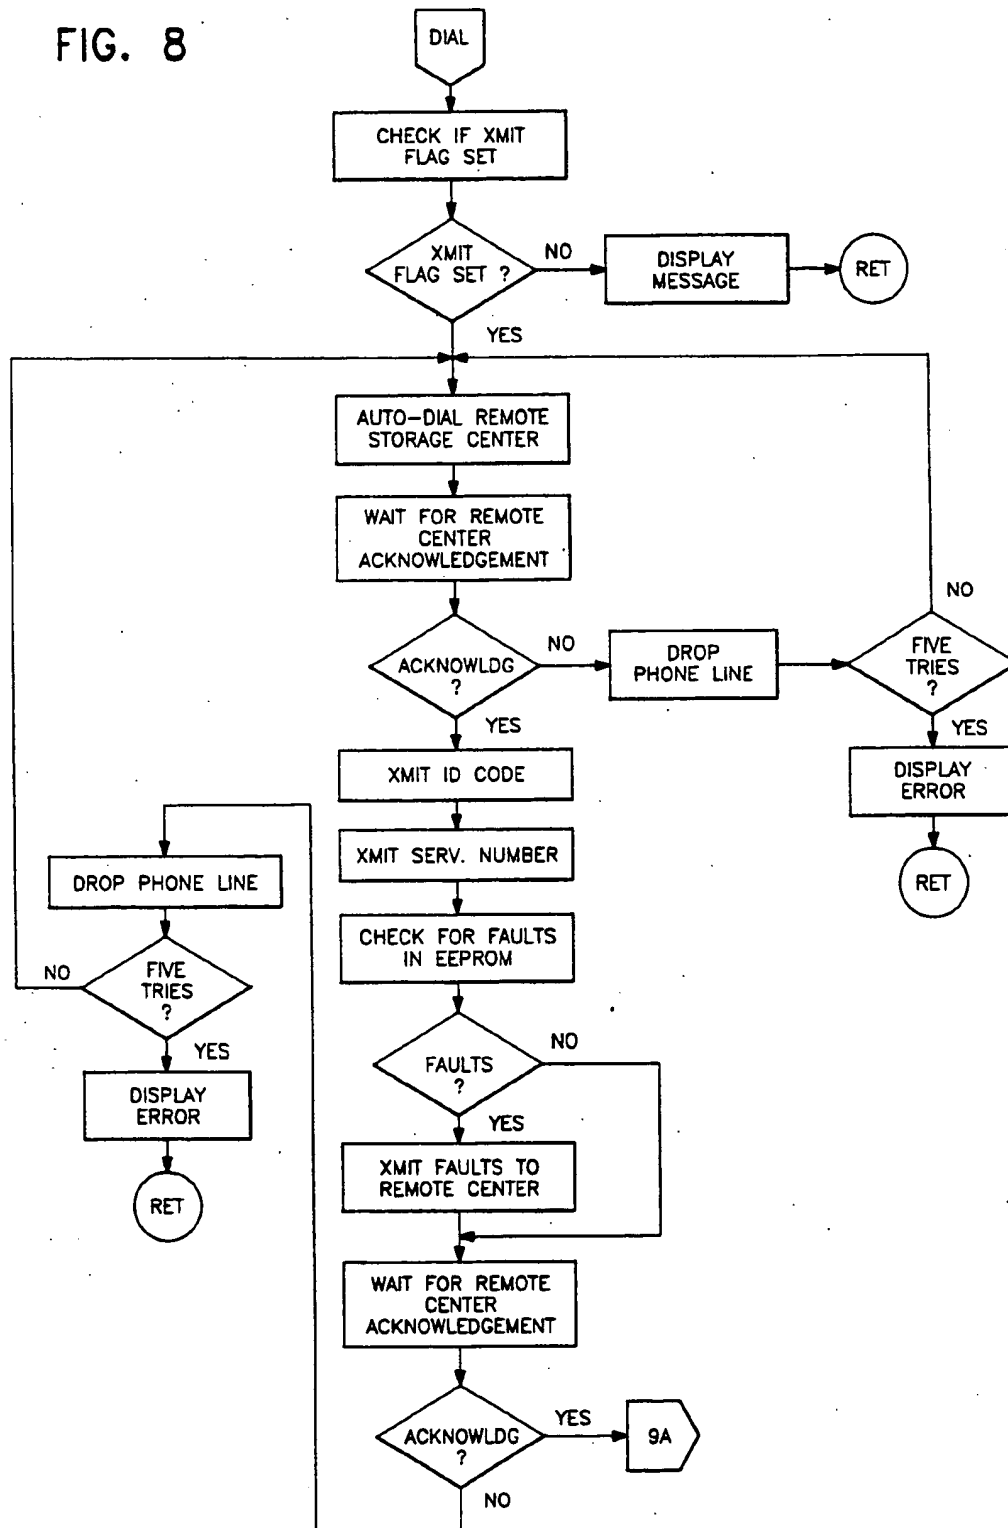 FIG. 8
DIAL
CHECK IF XMIT
FLAG SET
XMIT
FLAG SET ?
NO
DISPLAY
MESSAGE
RET
YES
AUTO-DIAL REMOTE
STORAGE CENTER
WAIT FOR REMOTE
CENTER
ACKNOWLEDGEMENT
NO
ACKNOWLDG
?
NO
DROP
PHONE LINE
FIVE
TRIES
?
YES
YES
XMIT ID CODE
DISPLAY
ERROR
XMIT SERV. NUMBER
RET
DROP PHONE LINE
CHECK FOR FAULTS
IN EEPROM
NO
FIVE
TRIES
?
YES
NO
FAULTS
?
YES
DISPLAY
ERROR
XMIT FAULTS TO
REMOTE CENTER
RET
WAIT FOR REMOTE
CENTER
ACKNOWLEDGEMENT
ACKNOWLDG
?
YES
9A
NO